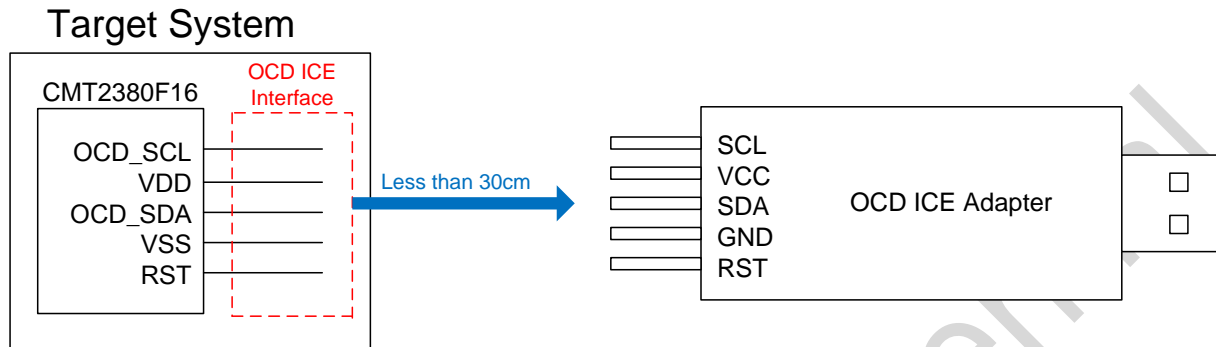 Target System
CMT2380F16
OCD ICE
Interface
OCD_SCL
VDD
OCD_SDA
VSS
RST
Less than 30cm
SCL
VCC
SDA
GND
RST
OCD ICE Adapter